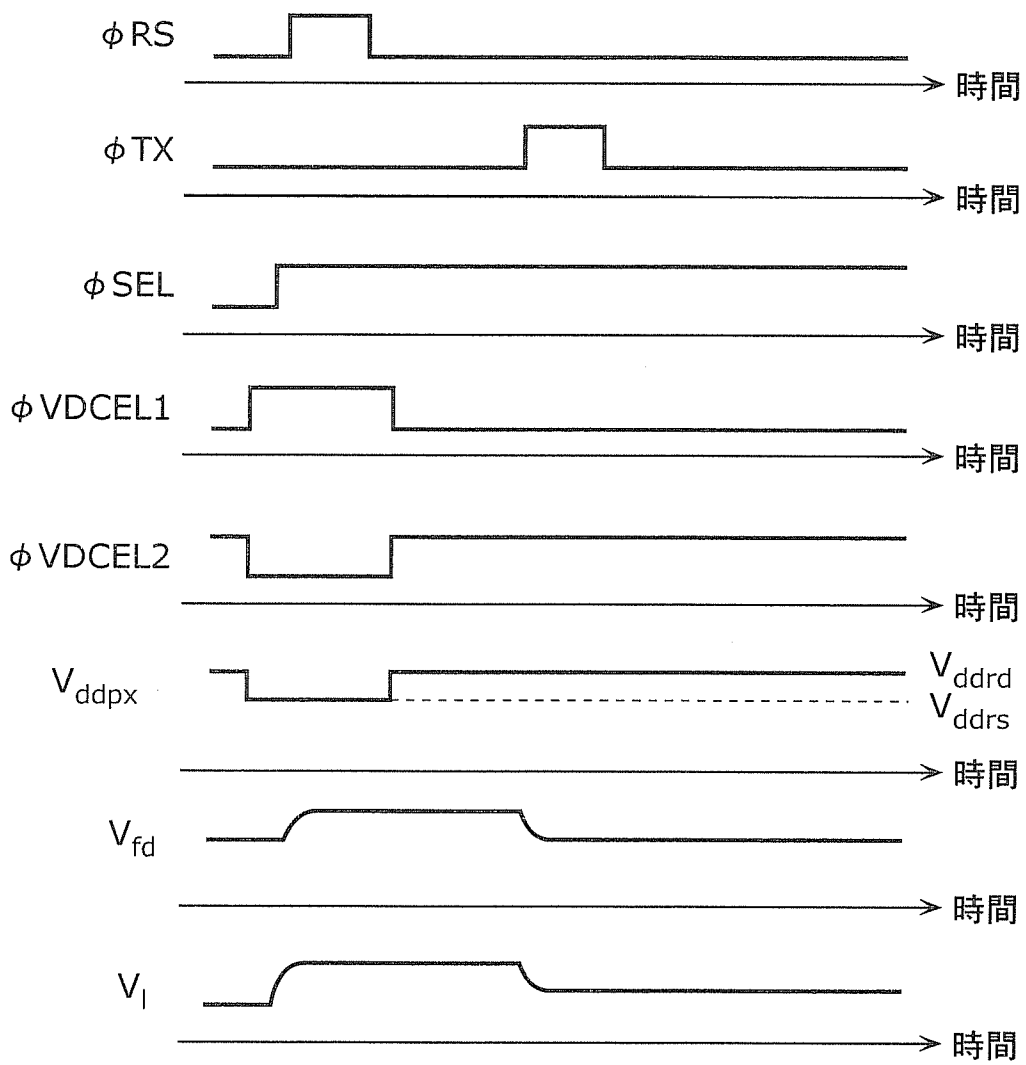 φRS
時間
φTX
時間
φSEL
時間
φVDCEL1
時間
φVDCEL2
時間
Vddpx
Vddrd
Vddrs
時間
Vfd
時間
Vl
時間